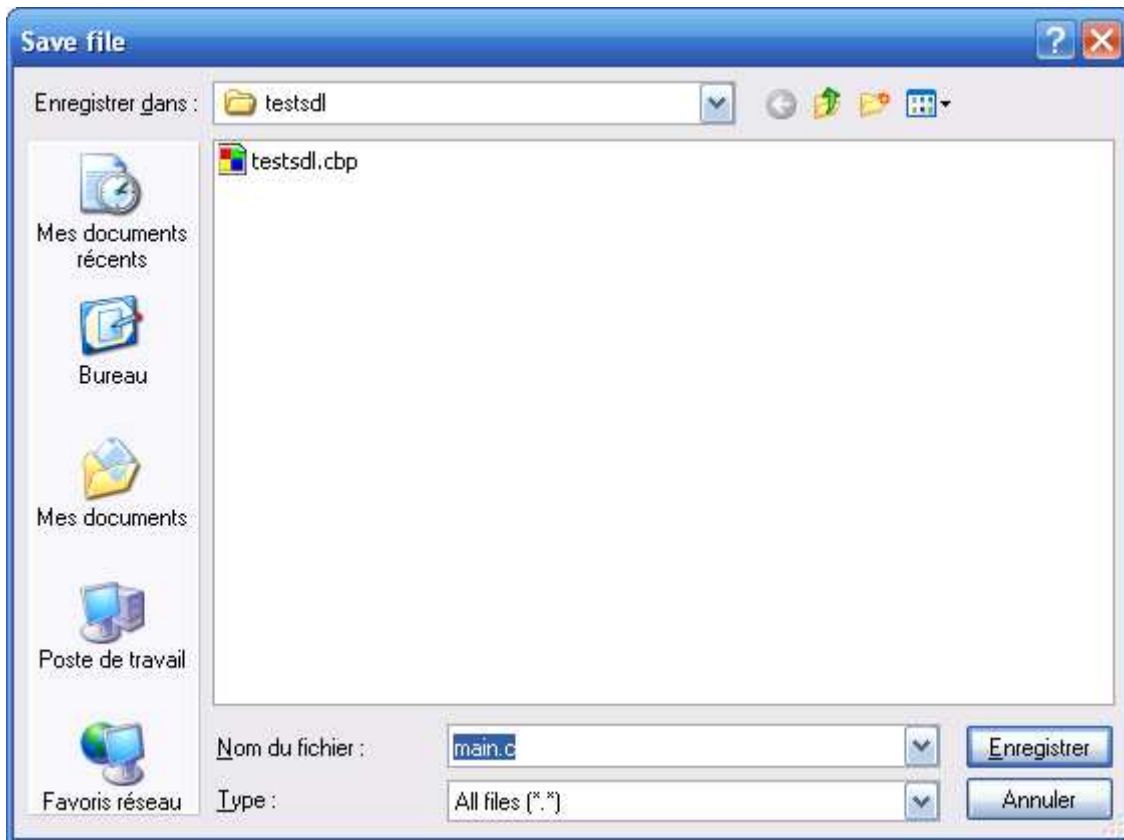 Save file
Enregistrer dans :
testsdl
testsdl.cbp
Mes documents
récents
Bureau
Mes documents
Poste de travail
Favoris réseau
Nom du fichier :
main.c
Enregistrer
Type :
All files (*.*)
Annuler